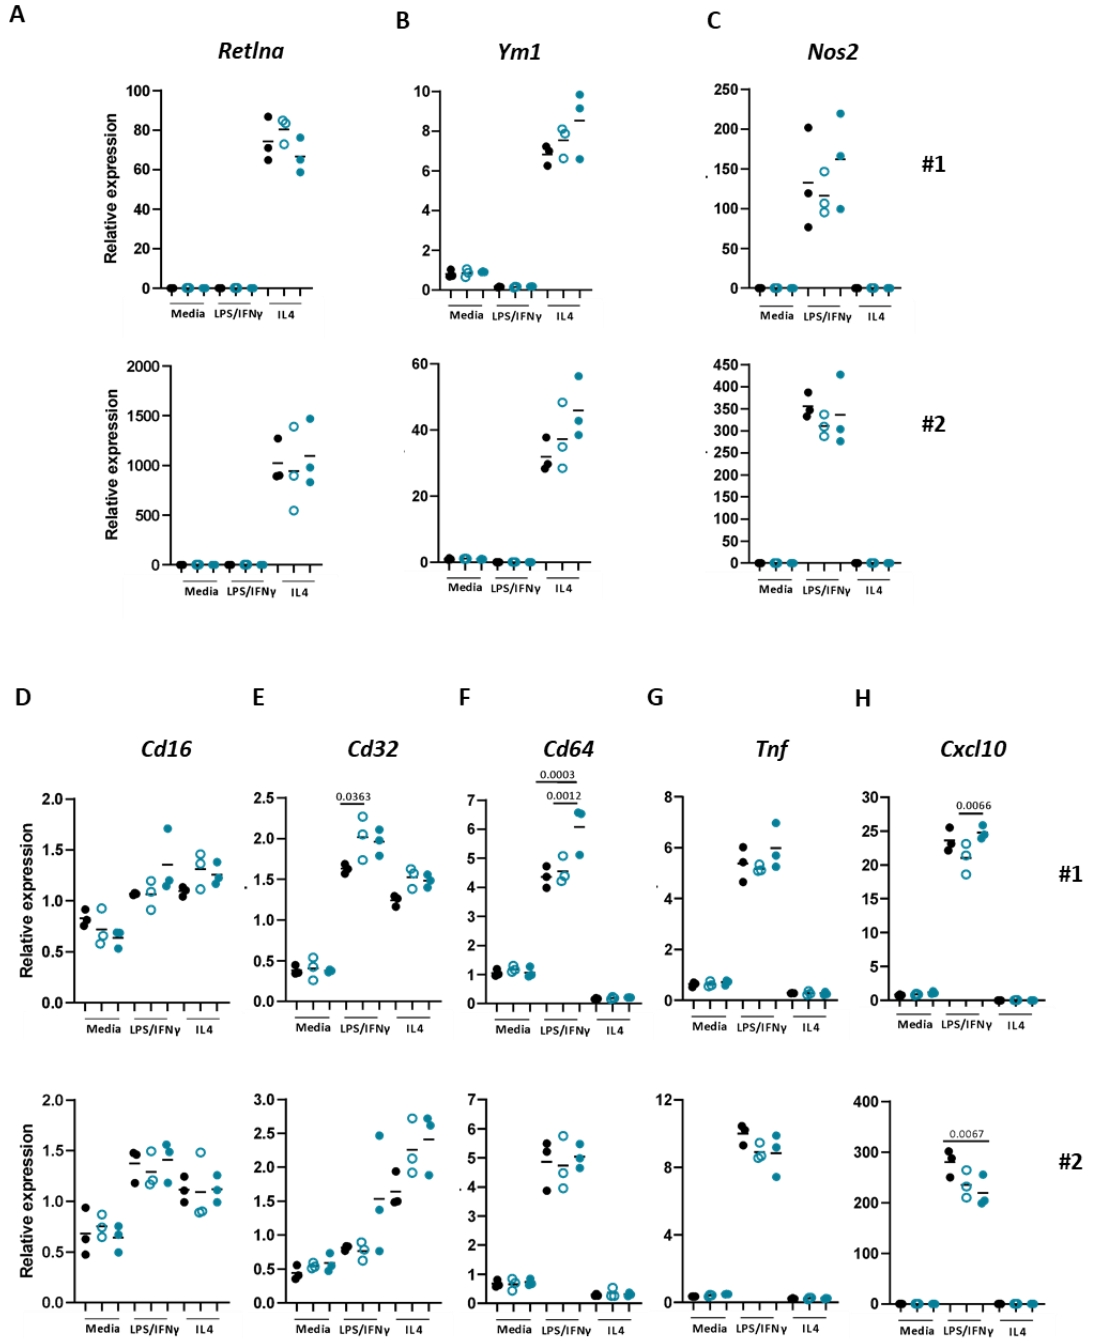 A
B
C
Retlna
Ym1
Nos2
Relative expression
100
80
60
40
20
0
Media
LPS/IFNγ
IL4
10
8
6
4
2
0
Media
LPS/IFNγ
IL4
250
200
150
100
50
0
Media
LPS/IFNγ
IL4
#1
Relative expression
2000
1500
1000
500
0
Media
LPS/IFNγ
IL4
60
40
20
0
Media
LPS/IFNγ
IL4
450
400
350
300
250
200
150
100
50
0
Media
LPS/IFNγ
IL4
#2
D
E
F
G
H
Cd16
Cd32
Cd64
Tnf
Cxcl10
Relative expression
2.0
1.5
1.0
0.5
0.0
Media
LPS/IFNγ
IL4
2.5
2.0
1.5
1.0
0.5
0.0
0.0363
Media
LPS/IFNγ
IL4
0.0003
0.0012
7
6
5
4
3
2
1
0
Media
LPS/IFNγ
IL4
8
6
4
2
0
Media
LPS/IFNγ
IL4
30
25
20
15
10
5
0
0.0066
Media
LPS/IFNγ
IL4
#1
Relative expression
2.0
1.5
1.0
0.5
0.0
Media
LPS/IFNγ
IL4
3.0
2.5
2.0
1.5
1.0
0.5
0.0
Media
LPS/IFNγ
IL4
7
6
5
4
3
2
1
0
Media
LPS/IFNγ
IL4
12
8
4
0
Media
LPS/IFNγ
IL4
400
300
200
100
0
0.0067
Media
LPS/IFNγ
IL4
#2